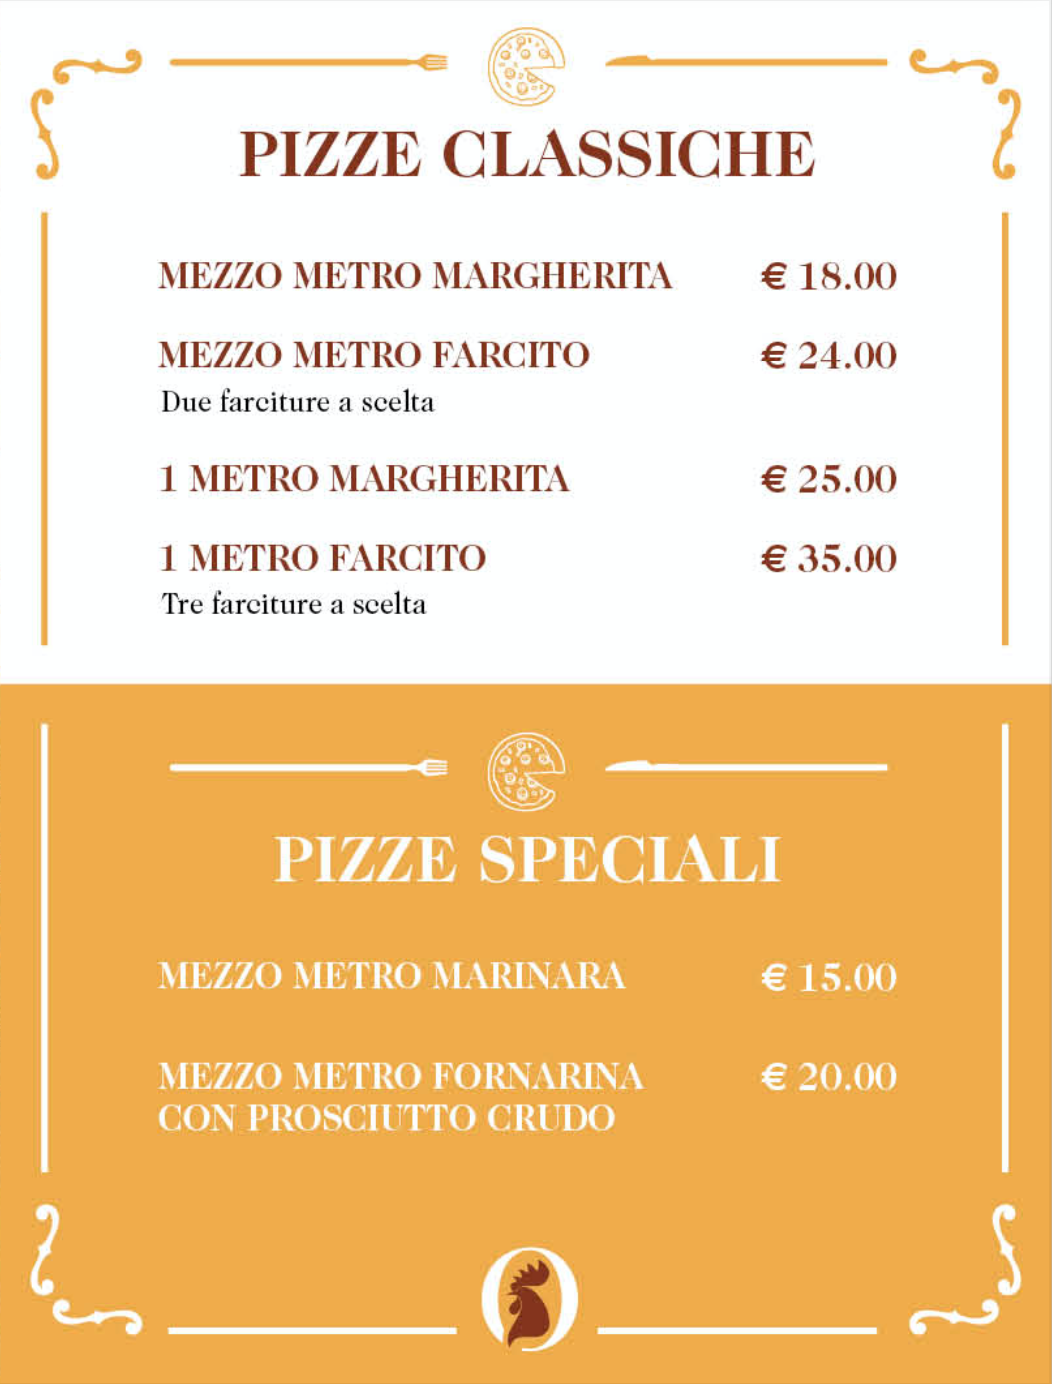 PIZZE CLASSICHE
MEZZO METRO MARGHERITA € 18.00
MEZZO METRO FARCITO € 24.00
Due farciture a scelta
1 METRO MARGHERITA € 25.00
1 METRO FARCITO € 35.00
Tre farciture a scelta
PIZZE SPECIALI
MEZZO METRO MARINARA € 15.00
MEZZO METRO FORNARINA € 20.00
CON PROSCIUTTO CRUDO